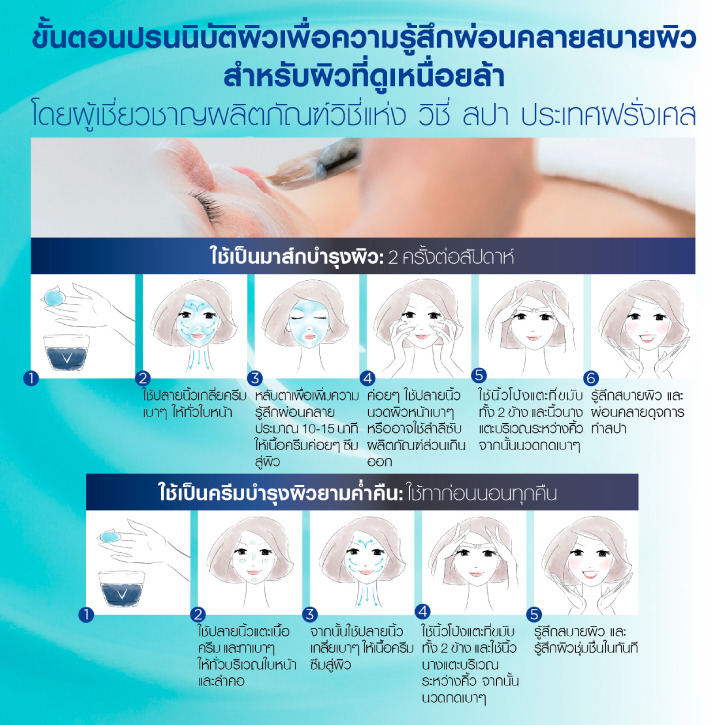 ขั้นตอนปรนนิบัติผิวเพื่อความรู้สึกผ่อนคลายสบายผิว
สำหรับผิวที่ดูเหนื่อยล้า
โดยผู้เชี่ยวชาญผลิตภัณฑ์วิชี่แห่ง วิชี่ สปา ประเทศฝรั่งเศส
ใช้เป็นมาส์กบำรุงผิว: 2 ครั้งต่อสัปดาห์
1
2
ใช้ปลายนิ้วเกลี่ยครีม
เบาๆ ให้ทั่วใบหน้า
3
หลับตาเพื่อเพิ่มความ
รู้สึกผ่อนคลาย
ประมาณ 10-15 นาที
ให้เนื้อครีมค่อยๆ ซึม
สู่ผิว
4
ค่อยๆ ใช้ปลายนิ้ว
นวดผิวหน้าเบาๆ
หรืออาจใช้สำลีซับ
ผลิตภัณฑ์ส่วนเกิน
ออก
5
ใช้นิ้วโป้งแตะที่ขมับ
ทั้ง 2 ข้าง และนิ้วนาง
แตะบริเวณระหว่างคิ้ว
จากนั้นนวดกดเบาๆ
6
รู้สึกสบายผิว และ
ผ่อนคลายดุจการ
ทำสปา
ใช้เป็นครีมบำรุงผิวยามค่ำคืน: ใช้ทาก่อนนอนทุกคืน
1
2
ใช้ปลายนิ้วแตะเนื้อ
ครีม และทาเบาๆ
ให้ทั่วบริเวณใบหน้า
และลำคอ
3
จากนั้นใช้ปลายนิ้ว
เกลี่ยเบาๆ ให้เนื้อครีม
ซึมสู่ผิว
4
ใช้นิ้วโป้งแตะที่ขมับ
ทั้ง 2 ข้าง และใช้นิ้ว
นางแตะบริเวณ
ระหว่างคิ้ว จากนั้น
นวดกดเบาๆ
5
รู้สึกสบายผิว และ
รู้สึกผิวชุ่มชื่นในทันที